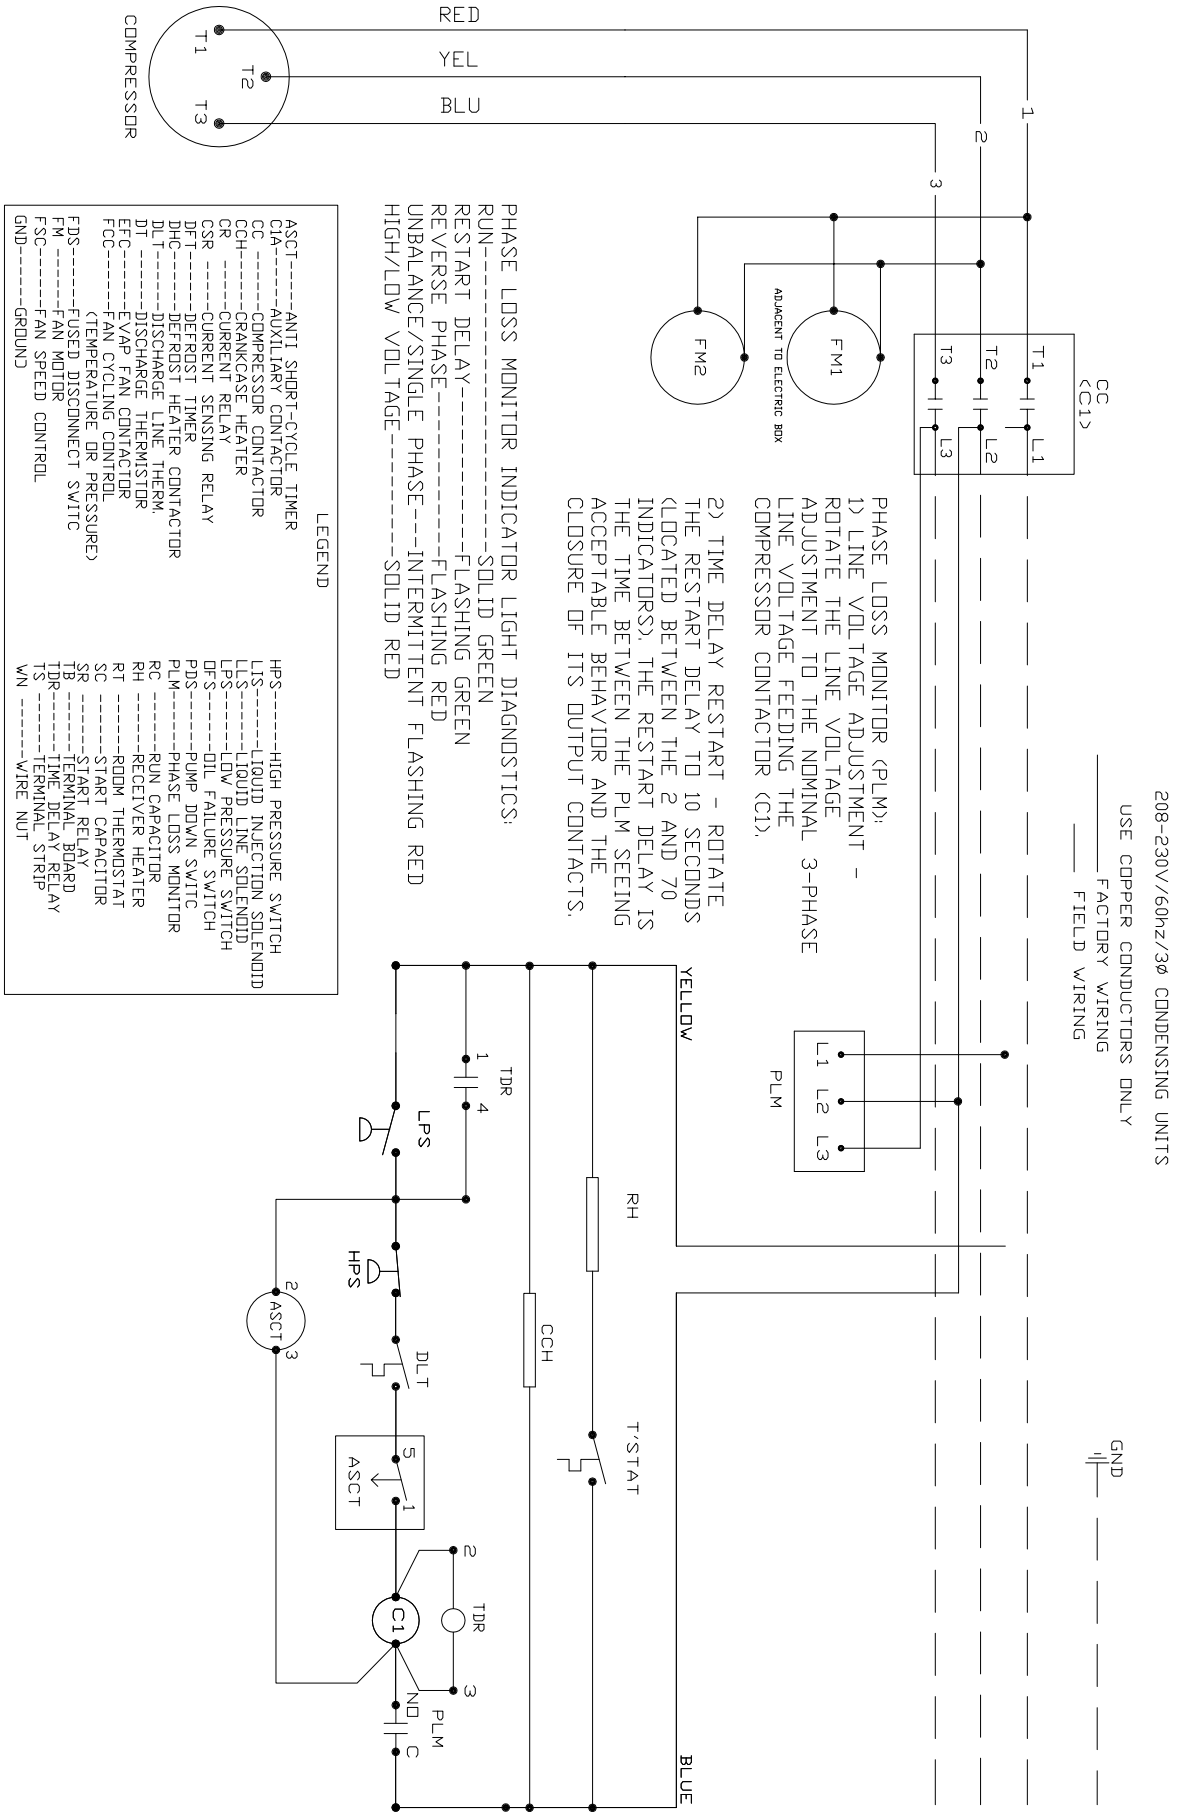 208-230V/60hz/3Ø CONDENSING UNITS
USE COPPER CONDUCTORS ONLY
FACTORY WIRING
FIELD WIRING
GND
CC
(C1)
T1 L1
T2 L2
T3 L3
1
2
3
RED
YEL
BLU
T1
T2
T3
COMPRESSOR
FM1
ADJACENT TO ELECTRIC BOX
FM2
PHASE LOSS MONITOR (PLM):
1) LINE VOLTAGE ADJUSTMENT -
ROTATE THE LINE VOLTAGE
ADJUSTMENT TO THE NOMINAL 3-PHASE
LINE VOLTAGE FEEDING THE
COMPRESSOR CONTACTOR (C1).
2) TIME DELAY RESTART - ROTATE
THE RESTART DELAY TO 10 SECONDS
(LOCATED BETWEEN THE 2 AND 70
INDICATORS). THE RESTART DELAY IS
THE TIME BETWEEN THE PLM SEEING
ACCEPTABLE BEHAVIOR AND THE
CLOSURE OF ITS OUTPUT CONTACTS.
PHASE LOSS MONITOR INDICATOR LIGHT DIAGNOSTICS:
RUN---------------SOLID GREEN
RESTART DELAY---------------FLASHING GREEN
REVERSE PHASE---------------FLASHING RED
UNBALANCE/SINGLE PHASE---INTERMITTENT FLASHING RED
HIGH/LOW VOLTAGE---------SOLID RED
L1 L2 L3
PLM
YELLOW
BLUE
RH
T'STAT
CCH
TDR
1 4
LPS
HPS
DLT
5 1
ASCT
2 ASCT 3
2 TDR 3
C1
PLM
NO C
LEGEND
ASCT------ANTI SHORT-CYCLE TIMER
C1A-------AUXILIARY CONTACTOR
CC -------COMPRESSOR CONTACTOR
CCH-------CRANKCASE HEATER
CR -------CURRENT RELAY
CSR ------CURRENT SENSING RELAY
DFT-------DEFROST TIMER
DHC-------DEFROST HEATER CONTACTOR
DLT-------DISCHARGE LINE THERM.
DT -------DISCHARGE THERMISTOR
EFC-------EVAP FAN CONTACTOR
FCC-------FAN CYCLING CONTROL
(TEMPERATURE OR PRESSURE)
FDS-------FUSED DISCONNECT SWITC
FM -------FAN MOTOR
FSC-------FAN SPEED CONTROL
GND-------GROUND
HPS-------HIGH PRESSURE SWITCH
LIS-------LIQUID INJECTION SOLENOID
LLS-------LIQUID LINE SOLENOID
LPS-------LOW PRESSURE SWITCH
OFS-------OIL FAILURE SWITCH
PDS-------PUMP DOWN SWITC
PLM-------PHASE LOSS MONITOR
RC -------RUN CAPACITOR
RH -------RECEIVER HEATER
RT -------ROOM THERMOSTAT
SC -------START CAPACITOR
SR -------START RELAY
TB -------TERMINAL BOARD
TDR-------TIME DELAY RELAY
TS -------TERMINAL STRIP
WN -------WIRE NUT